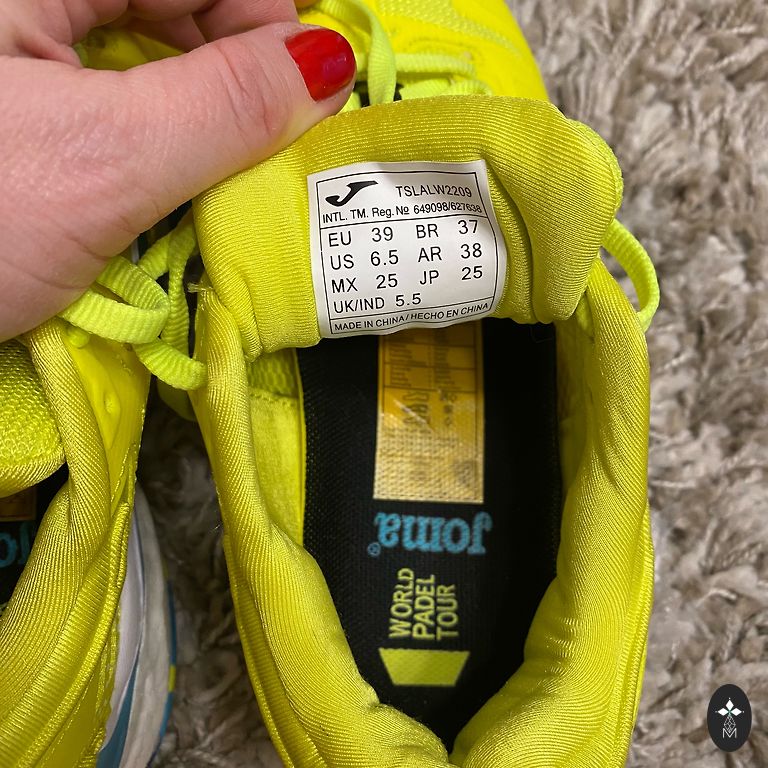 TSLALW2209
INTL. TM. Reg. № 649098/627638
EU 39 BR 37
US 6.5 AR 38
MX 25 JP 25
UK/IND 5.5
MADE IN CHINA / HECHO EN CHINA
Joma®
WORLD
PADEL
TOUR
Joma
M